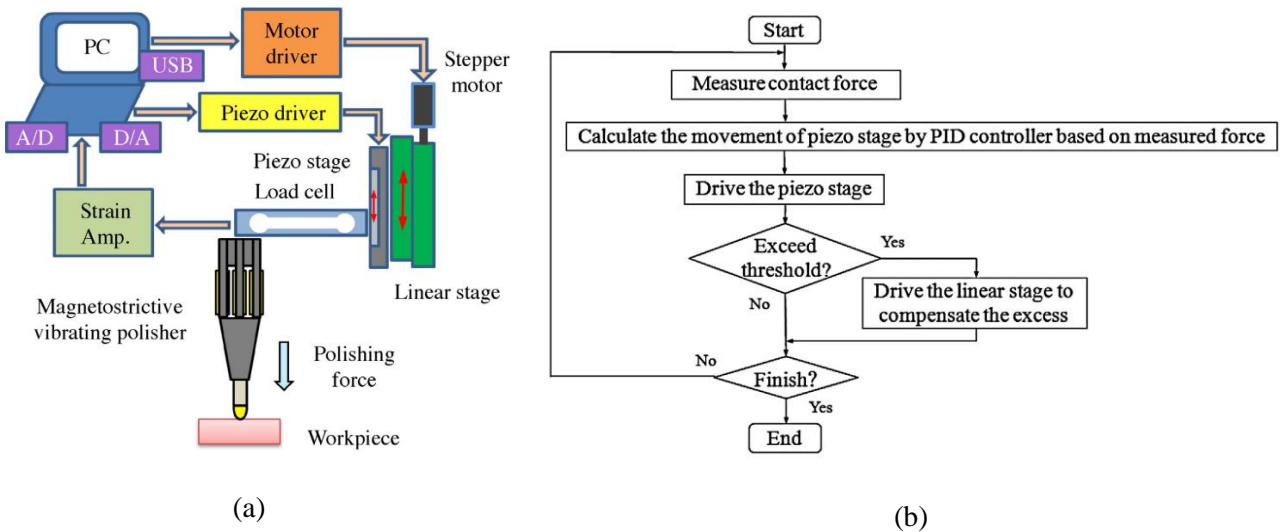 PC
USB
Motor
driver
Stepper
motor
A/D
D/A
Piezo driver
Piezo stage
Load cell
Strain
Amp.
Linear stage
Magnetostrictive
vibrating polisher
Polishing
force
Workpiece
(a)
Start
Measure contact force
Calculate the movement of piezo stage by PID controller based on measured force
Drive the piezo stage
Exceed
threshold?
Yes
No
Drive the linear stage to
compensate the excess
No
Finish?
Yes
End
(b)